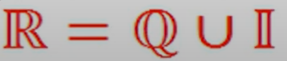 ℝ = ℚ ∪ 𝕀